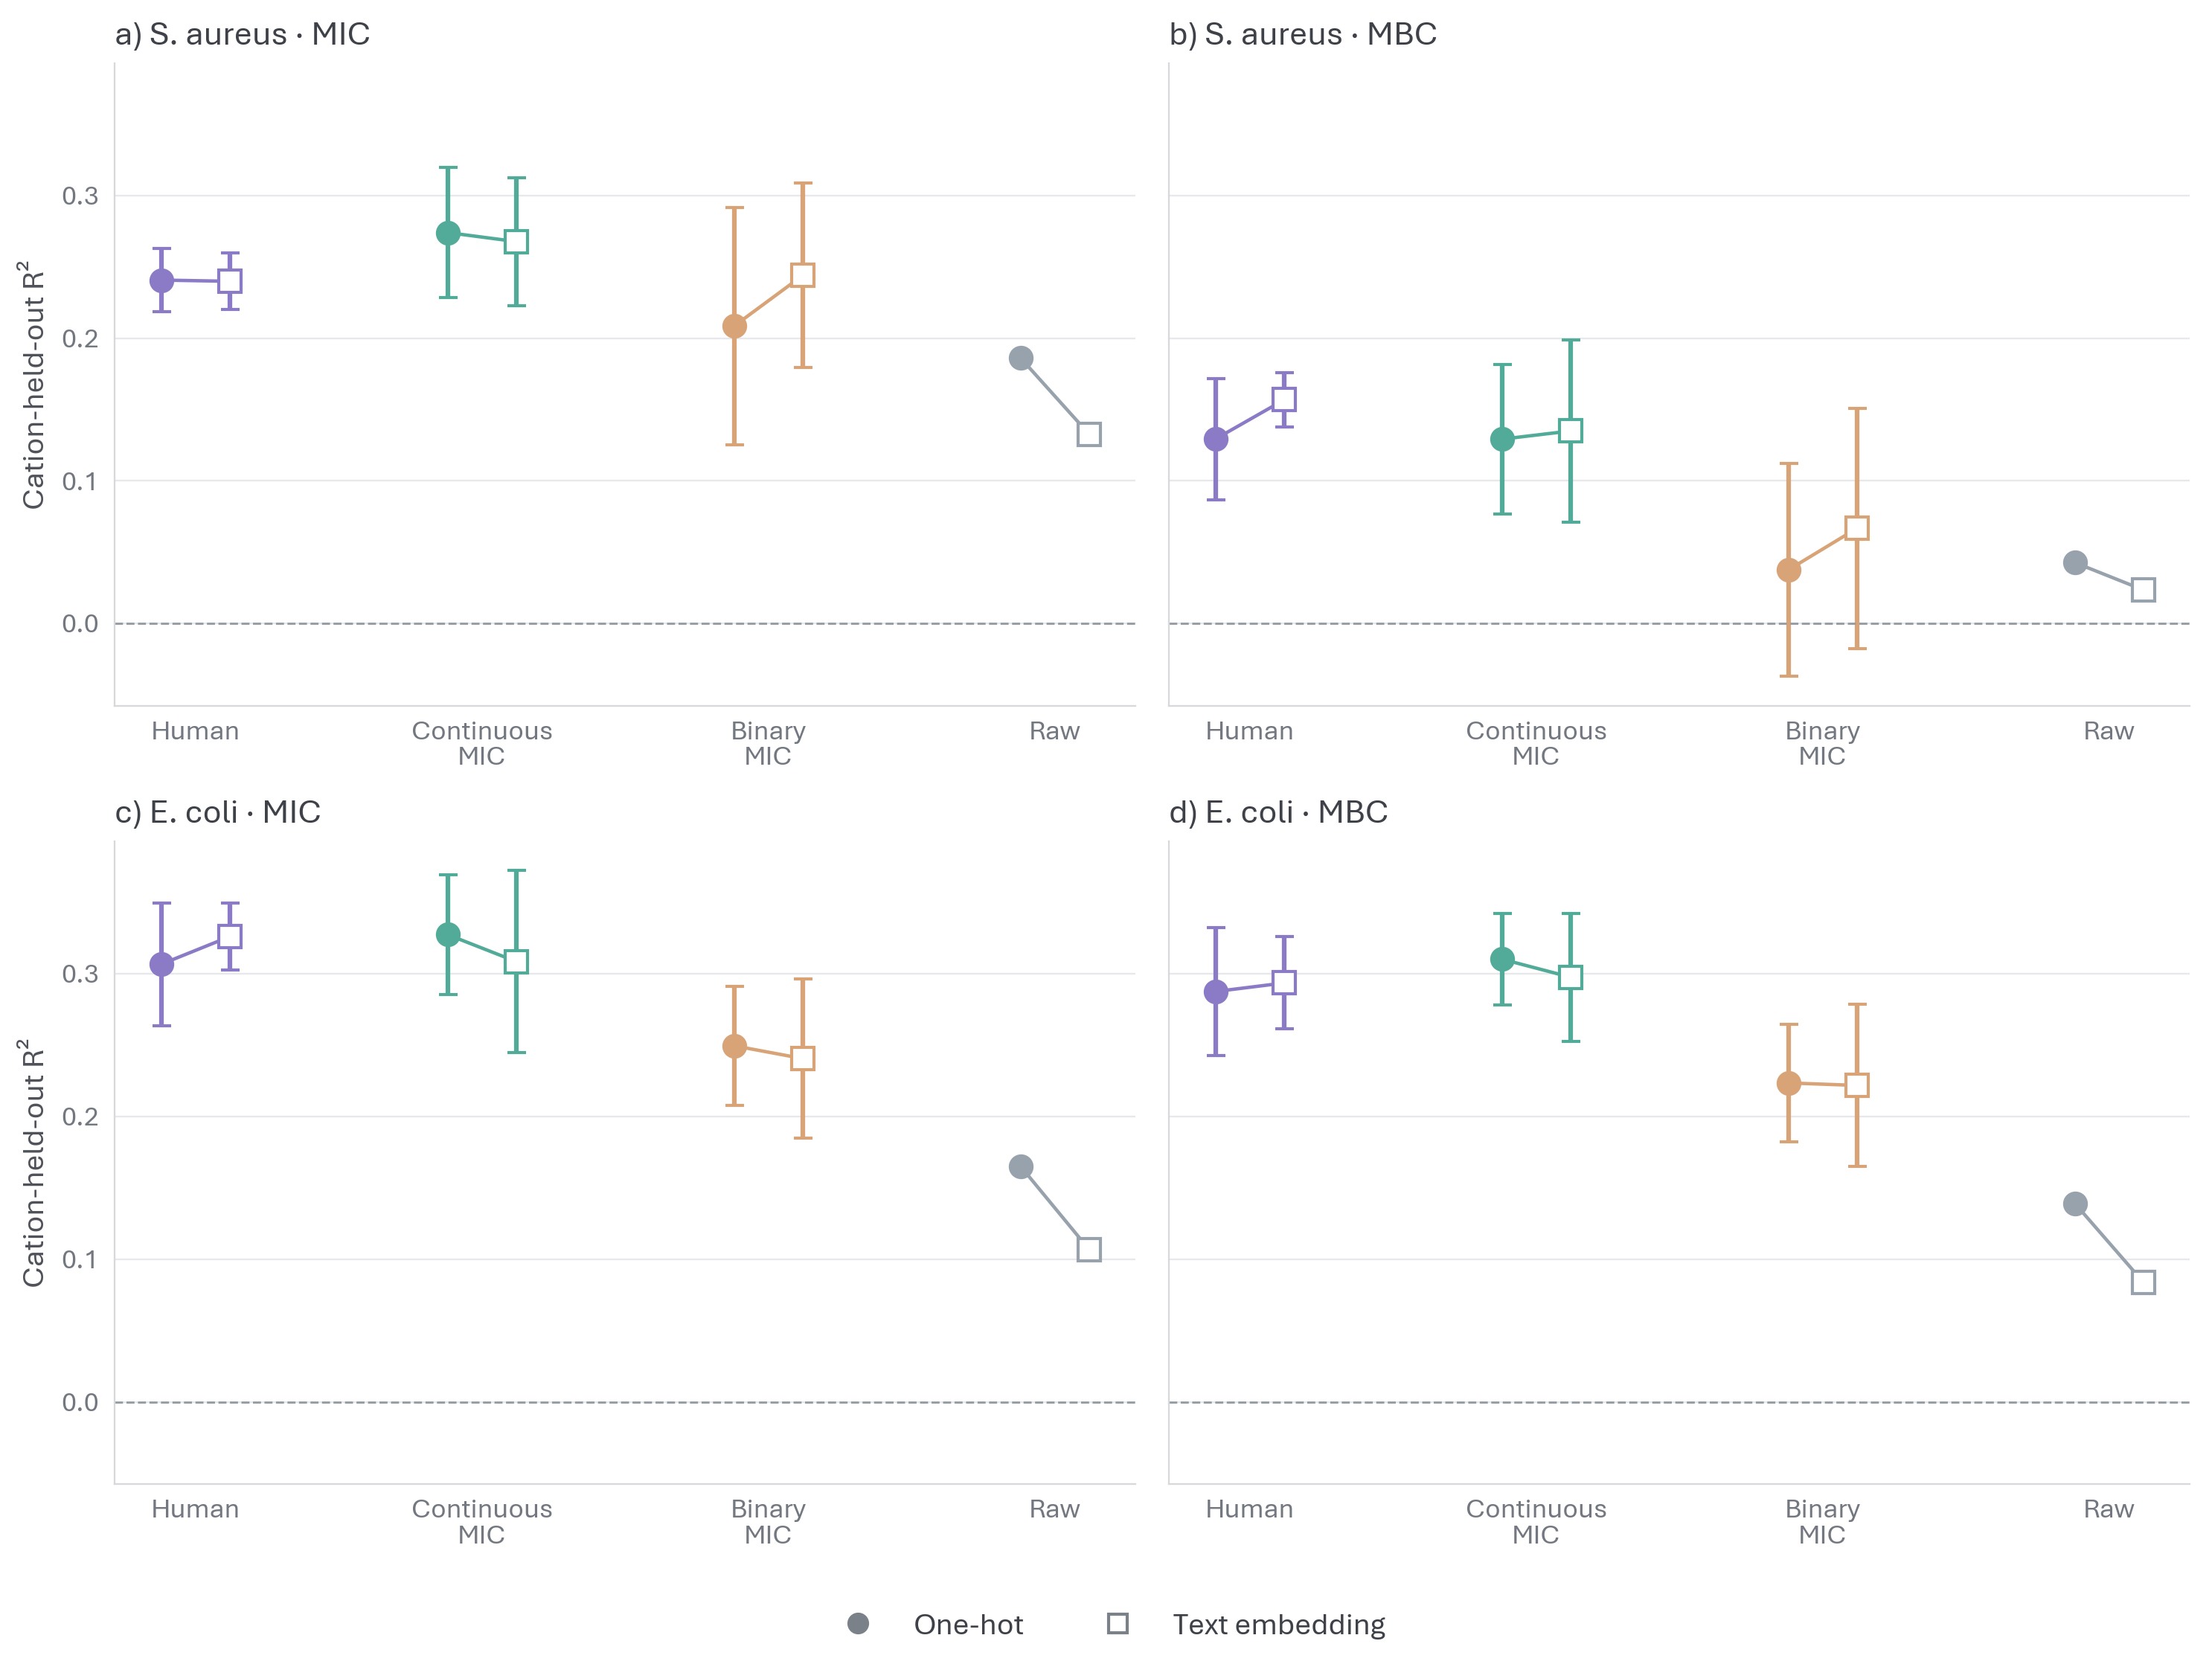 a) S. aureus · MIC
b) S. aureus · MBC
Cation-held-out R²
0.3
0.2
0.1
0.0
Human
Continuous
MIC
Binary
MIC
Raw
Human
Continuous
MIC
Binary
MIC
Raw
c) E. coli · MIC
d) E. coli · MBC
Cation-held-out R²
0.3
0.2
0.1
0.0
Human
Continuous
MIC
Binary
MIC
Raw
Human
Continuous
MIC
Binary
MIC
Raw
One-hot
Text embedding